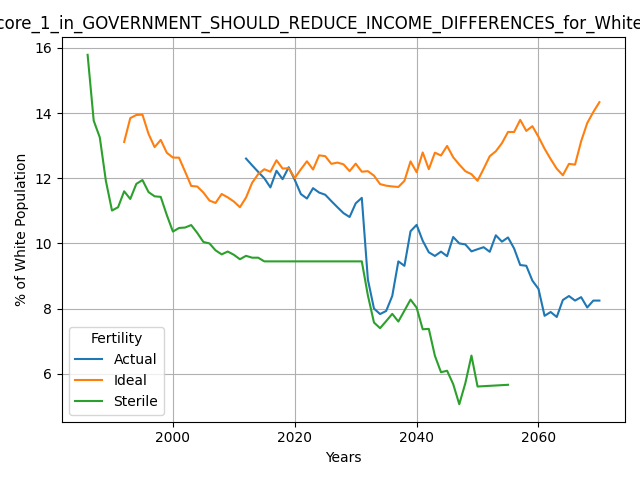 core_1_in_GOVERNMENT_SHOULD_REDUCE_INCOME_DIFFERENCES_for_White
% of White Population
16
14
12
10
8
6
Fertility
Actual
Ideal
Sterile
2000
2020
2040
2060
Years